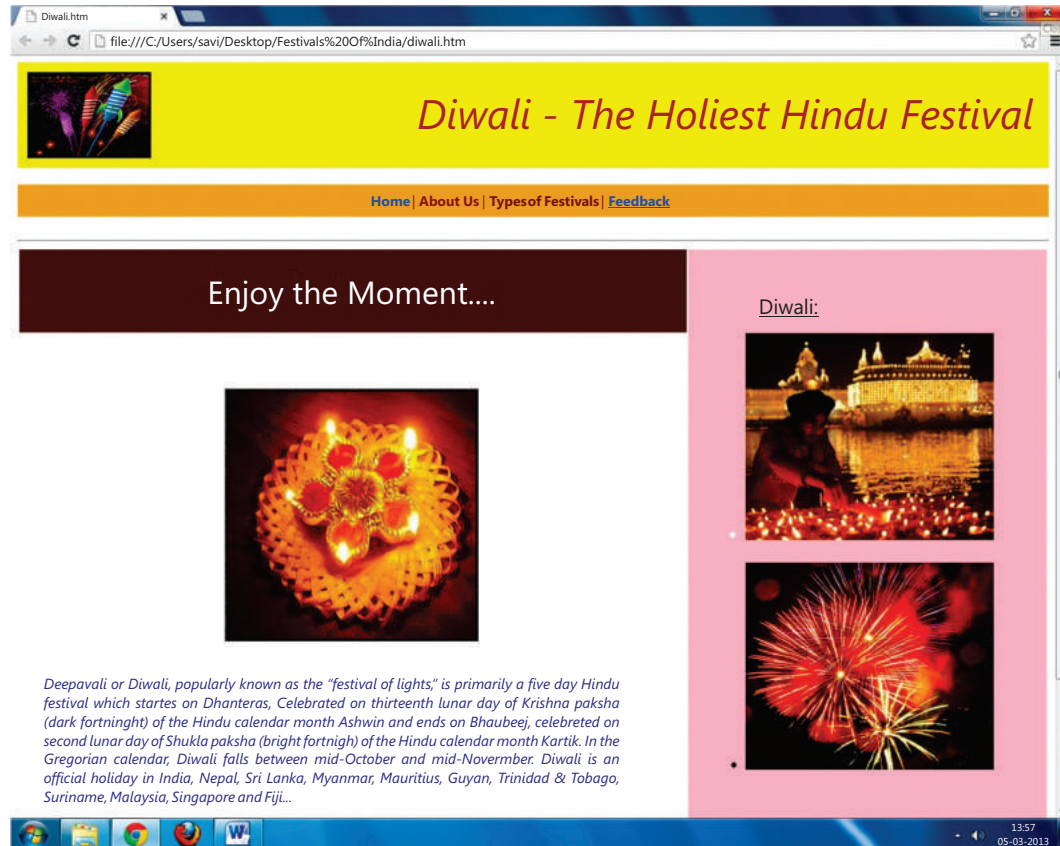 Diwali.htm
file:///C:/Users/savi/Desktop/Festivals%20Of%India/diwali.htm
Diwali - The Holiest Hindu Festival
Home | About Us | Typesof Festivals | Feedback
Enjoy the Moment....
Diwali:
Deepavali or Diwali, popularly known as the "festival of lights," is primarily a five day Hindu
festival which startes on Dhanteras, Celebrated on thirteenth lunar day of Krishna paksha
(dark fortninght) of the Hindu calendar month Ashwin and ends on Bhaubeej, celebreted on
second lunar day of Shukla paksha (bright fortnigh) of the Hindu calendar month Kartik. In the
Gregorian calendar, Diwali falls between mid-October and mid-Novermber. Diwali is an
official holiday in India, Nepal, Sri Lanka, Myanmar, Mauritius, Guyan, Trinidad & Tobago,
Suriname, Malaysia, Singapore and Fiji...
13:57
05-03-2013